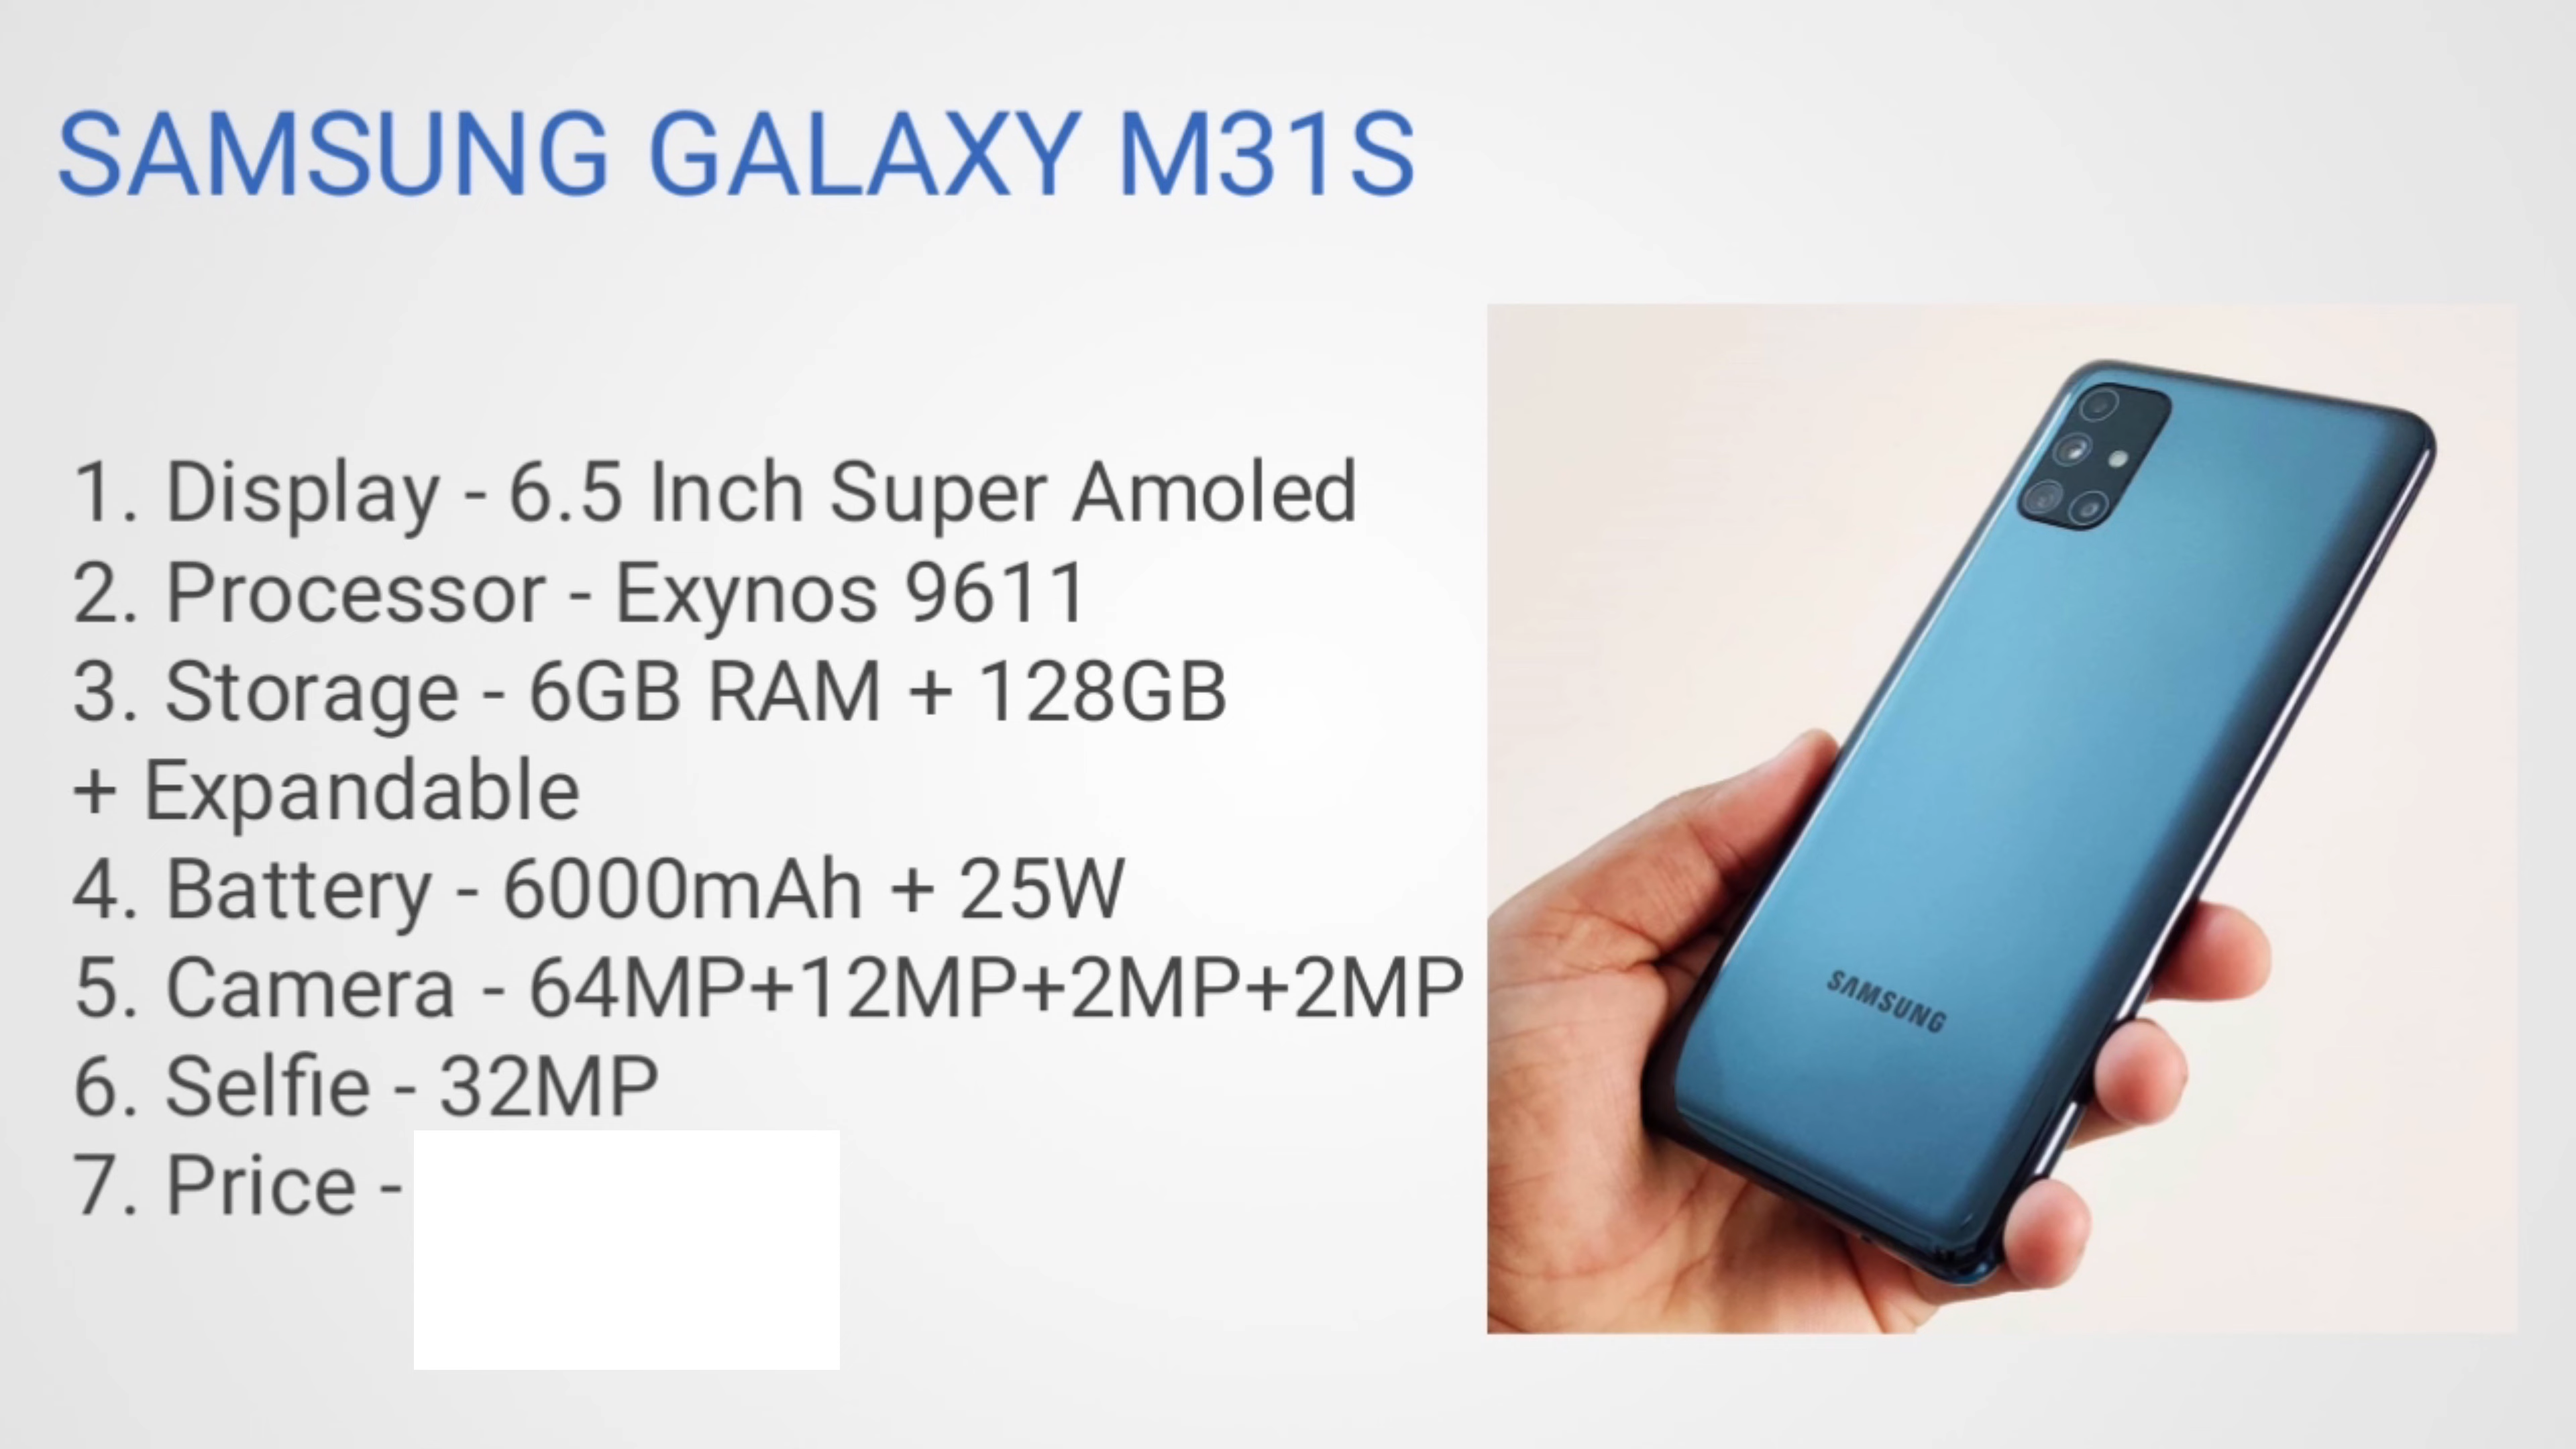 SAMSUNG GALAXY M31S
1. Display - 6.5 Inch Super Amoled
2. Processor - Exynos 9611
3. Storage - 6GB RAM + 128GB
+ Expandable
4. Battery - 6000mAh + 25W
5. Camera - 64MP+12MP+2MP+2MP
6. Selfie - 32MP
7. Price -
SAMSUNG